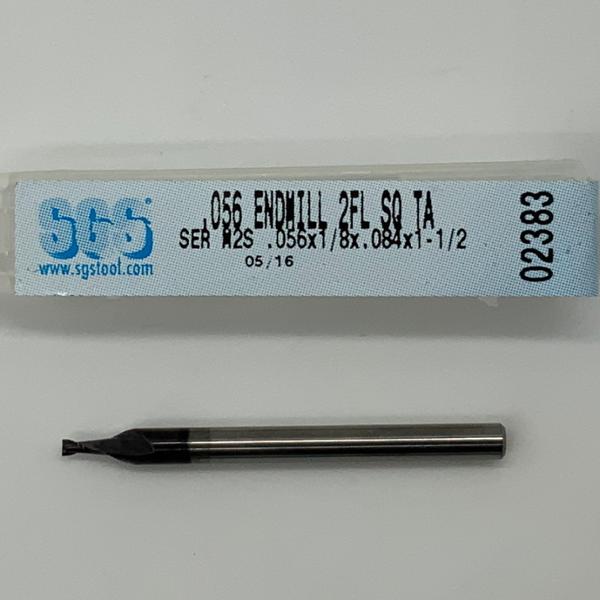 SGS®
www.sgstool.com
.056 ENDMILL 2FL SQ TA
SER M2S .056x1/8x.084x1-1/2
05/16
02383